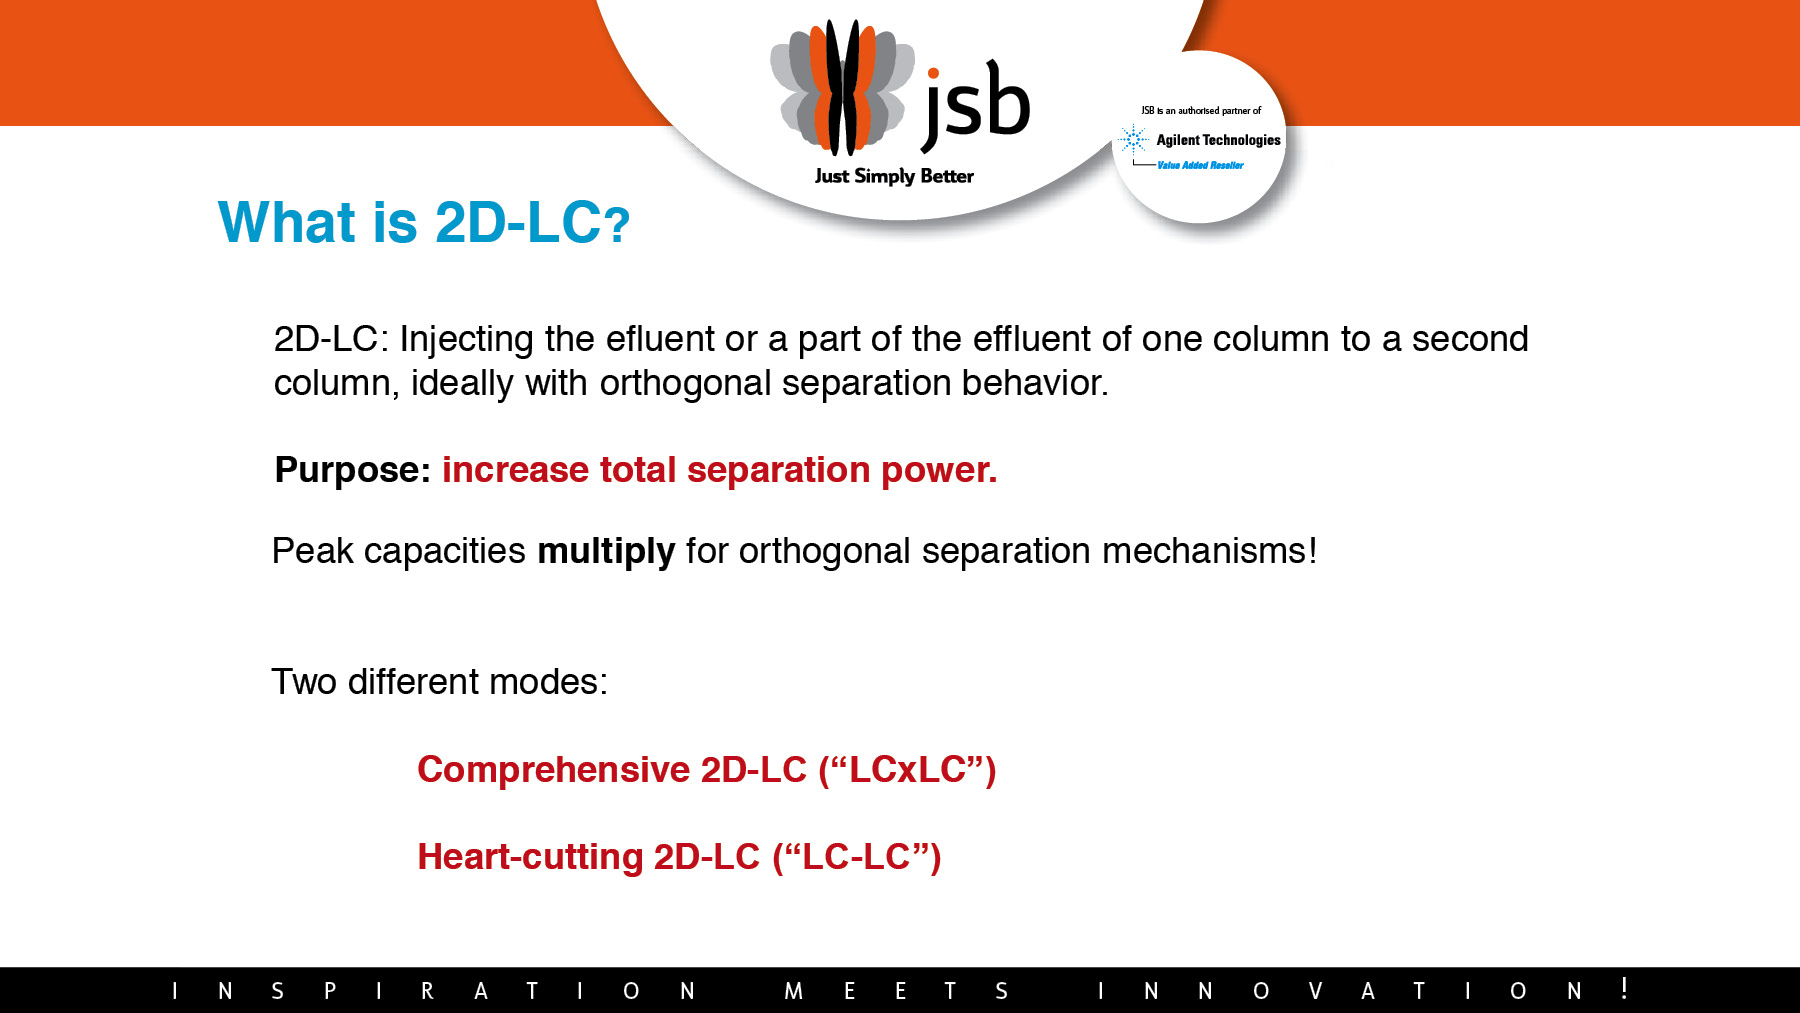 jsb
Just Simply Better
JSB is an authorised partner of
Agilent Technologies
Value Added Reseller
What is 2D-LC?
2D-LC: Injecting the efluent or a part of the effluent of one column to a second
column, ideally with orthogonal separation behavior.
Purpose: increase total separation power.
Peak capacities multiply for orthogonal separation mechanisms!
Two different modes:
Comprehensive 2D-LC (“LCxLC”)
Heart-cutting 2D-LC (“LC-LC”)
INSPIRATION MEETS INNOVATION!